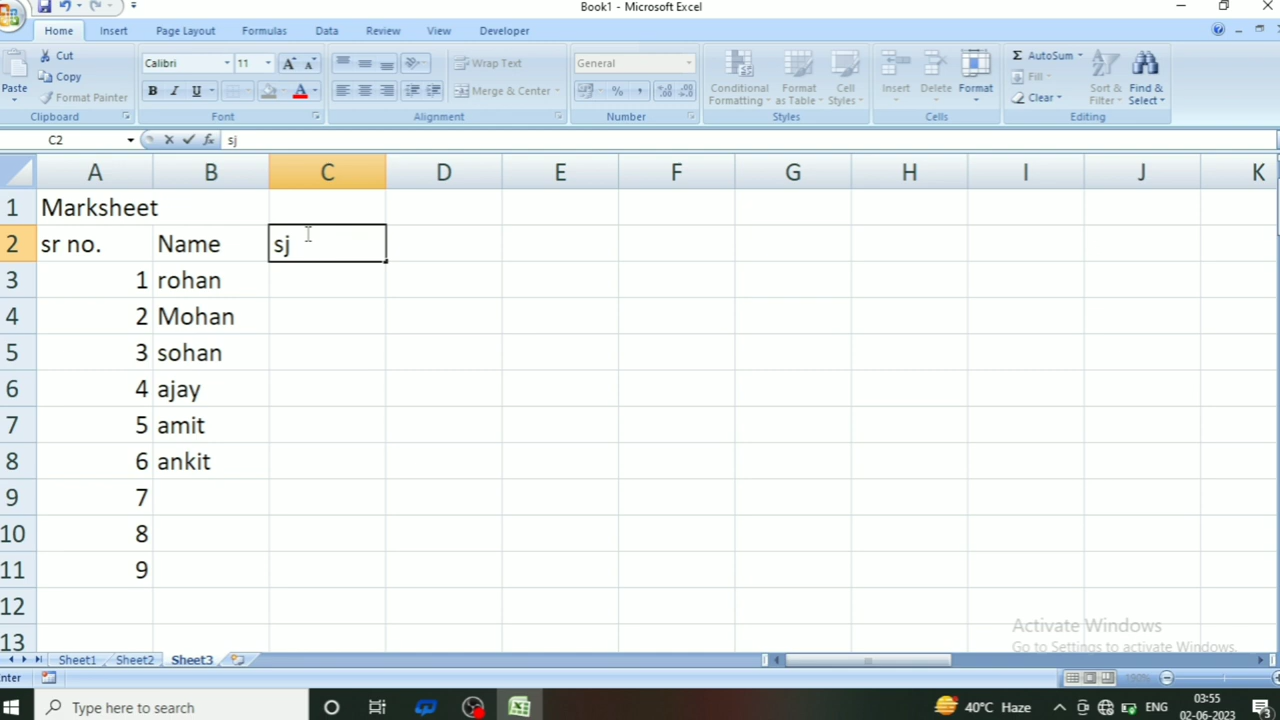 Book1 - Microsoft Excel
Home Insert Page Layout Formulas Data Review View Developer
Paste Cut Copy Format Painter Clipboard
Calibri 11 B I U Font
Wrap Text Merge & Center Alignment
General % , Number
Conditional Formatting Format as Table Cell Styles Styles
Insert Delete Format Cells
Σ AutoSum Fill Clear Sort & Filter Find & Select Editing
C2 fx sj
A B C D E F G H I J K
1 Marksheet
2 sr no. Name sj
3 1 rohan
4 2 Mohan
5 3 sohan
6 4 ajay
7 5 amit
8 6 ankit
9 7
10 8
11 9
12
13
Activate Windows
Go to Settings to activate Windows.
Sheet1 Sheet2 Sheet3
nter 190%
Type here to search 40°C Haze ENG 03:55
02-06-2023 3